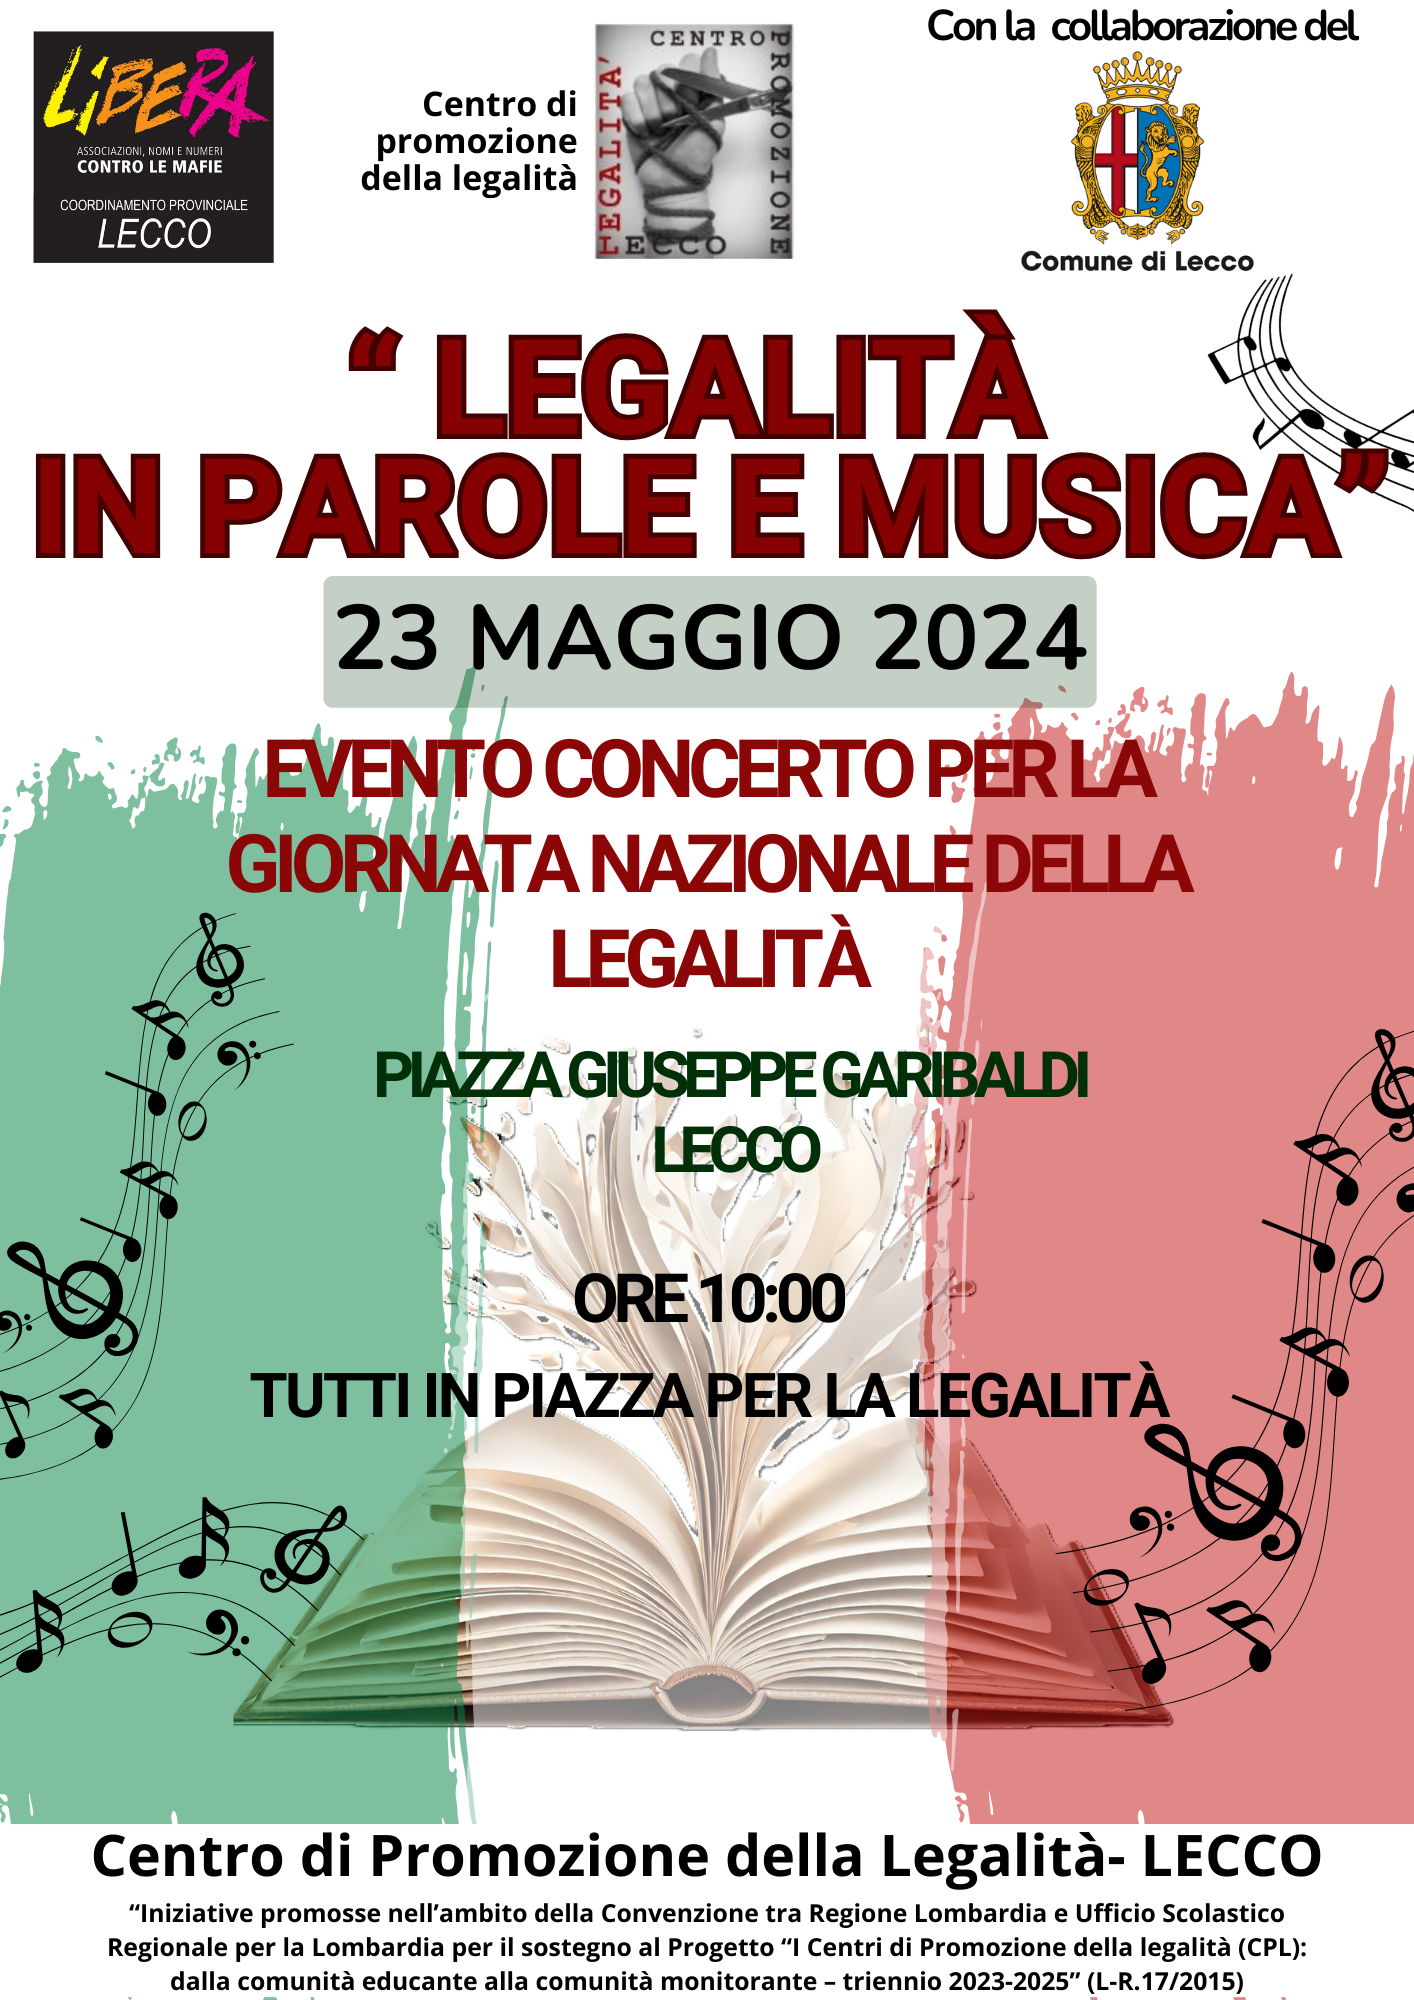 LIBERA
ASSOCIAZIONI, NOMI E NUMERI
CONTRO LE MAFIE
COORDINAMENTO PROVINCIALE
LECCO
Centro di
promozione
della legalità
CENTRO
PROMOZIONE
LEGALITA'
LECCO
Con la collaborazione del
Comune di Lecco
“ LEGALITÀ
IN PAROLE E MUSICA”
23 MAGGIO 2024
EVENTO CONCERTO PER LA
GIORNATA NAZIONALE DELLA
LEGALITÀ
PIAZZA GIUSEPPE GARIBALDI
LECCO
ORE 10:00
TUTTI IN PIAZZA PER LA LEGALITÀ
Centro di Promozione della Legalità- LECCO
“Iniziative promosse nell’ambito della Convenzione tra Regione Lombardia e Ufficio Scolastico
Regionale per la Lombardia per il sostegno al Progetto “I Centri di Promozione della legalità (CPL):
dalla comunità educante alla comunità monitorante – triennio 2023-2025” (L-R.17/2015)